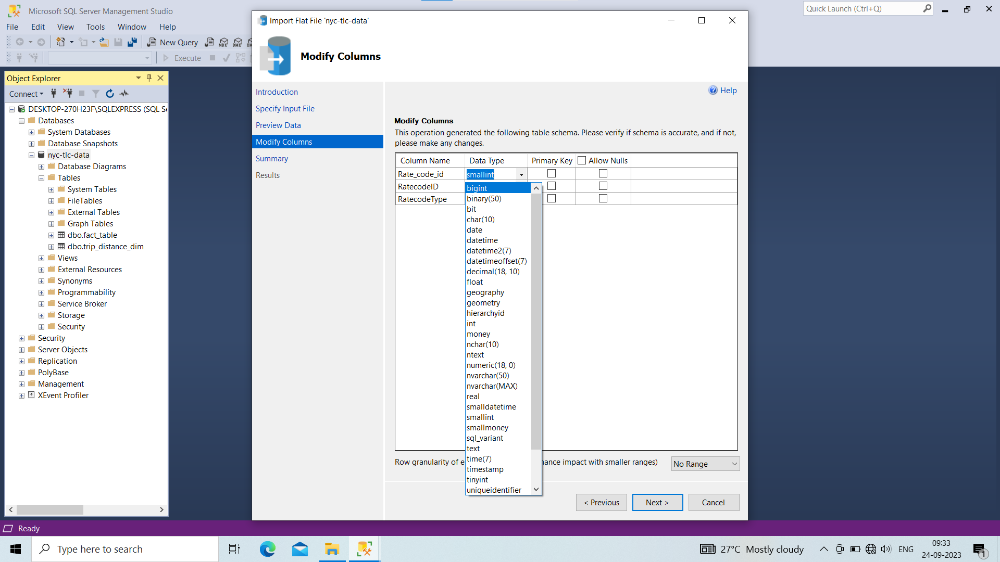 Microsoft SQL Server Management Studio
Quick Launch (Ctrl+Q)
File Edit View Tools Window Help
New Query
MDX DMX
Execute
Object Explorer
Connect
DESKTOP-270H23F\SQLEXPRESS (SQL Se
Databases
System Databases
Database Snapshots
nyc-tlc-data
Database Diagrams
Tables
System Tables
FileTables
External Tables
Graph Tables
dbo.fact_table
dbo.trip_distance_dim
Views
External Resources
Synonyms
Programmability
Service Broker
Storage
Security
Security
Server Objects
Replication
PolyBase
Management
XEvent Profiler
Import Flat File 'nyc-tlc-data'
Modify Columns
Introduction
Specify Input File
Preview Data
Modify Columns
Summary
Results
Help
Modify Columns
This operation generated the following table schema. Please verify if schema is accurate, and if not,
please make any changes.
Column Name Data Type Primary Key Allow Nulls
Rate_code_id smallint
RatecodeID
RatecodeType
bigint
binary(50)
bit
char(10)
date
datetime
datetime2(7)
datetimeoffset(7)
decimal(18, 10)
float
geography
geometry
hierarchyid
int
money
nchar(10)
ntext
numeric(18, 0)
nvarchar(50)
nvarchar(MAX)
real
smalldatetime
smallint
smallmoney
sql_variant
text
time(7)
timestamp
tinyint
uniqueidentifier
Row granularity of e
ance impact with smaller ranges) No Range
< Previous Next > Cancel
Ready
Type here to search
27°C Mostly cloudy
ENG
09:33
24-09-2023
1